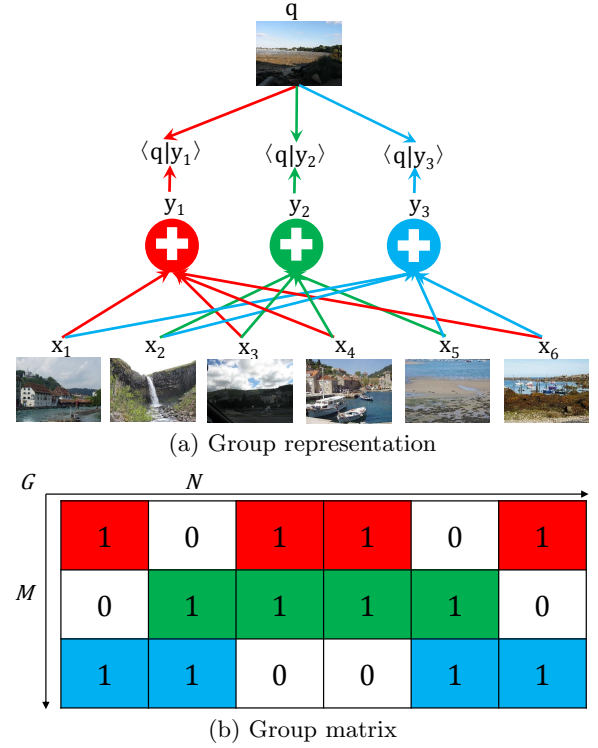 q
⟨q|y₁⟩ ⟨q|y₂⟩ ⟨q|y₃⟩
y₁ y₂ y₃
x₁ x₂ x₃ x₄ x₅ x₆
(a) Group representation
G N
1 0 1 1 0 1
M
0 1 1 1 1 0
1 1 0 0 1 1
(b) Group matrix